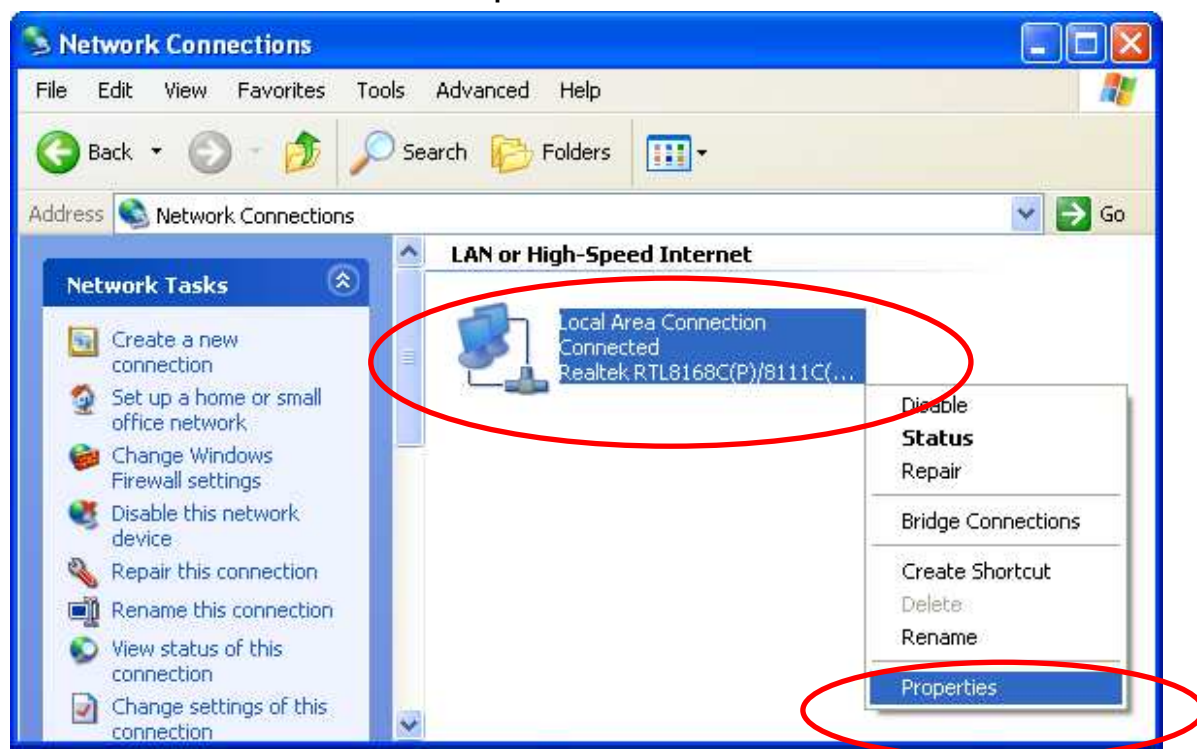 Network Connections
File Edit View Favorites Tools Advanced Help
Back Search Folders
Address Network Connections Go
Network Tasks
Create a new
connection
Set up a home or small
office network
Change Windows
Firewall settings
Disable this network
device
Repair this connection
Rename this connection
View status of this
connection
Change settings of this
connection
LAN or High-Speed Internet
Local Area Connection
Connected
Realtek RTL8168C(P)/8111C(...
Disable
Status
Repair
Bridge Connections
Create Shortcut
Delete
Rename
Properties